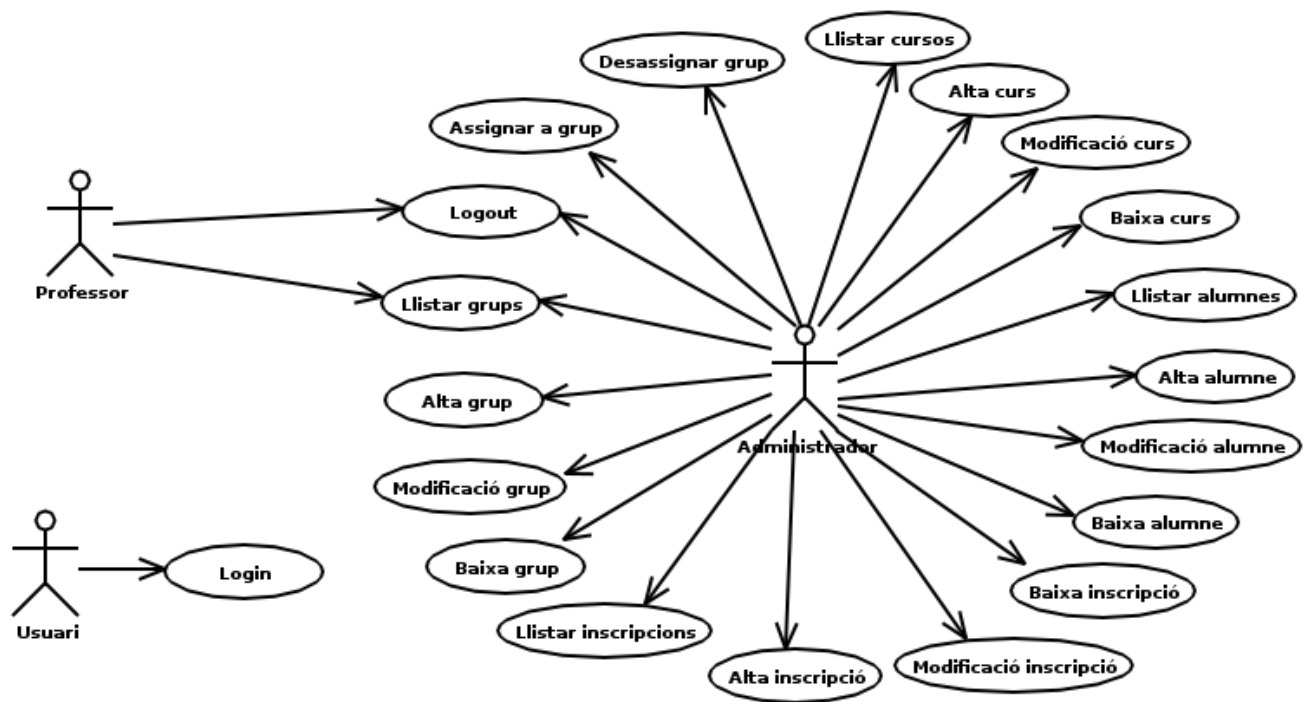 Llistar cursos
Desassignar grup
Alta curs
Assignar a grup
Modificació curs
Logout
Baixa curs
Professor
Llistar grups
Llistar alumnes
Alta grup
Alta alumne
Administrador
Modificació alumne
Modificació grup
Baixa alumne
Baixa grup
Login
Baixa inscripció
Usuari
Llistar inscripcions
Modificació inscripció
Alta inscripció